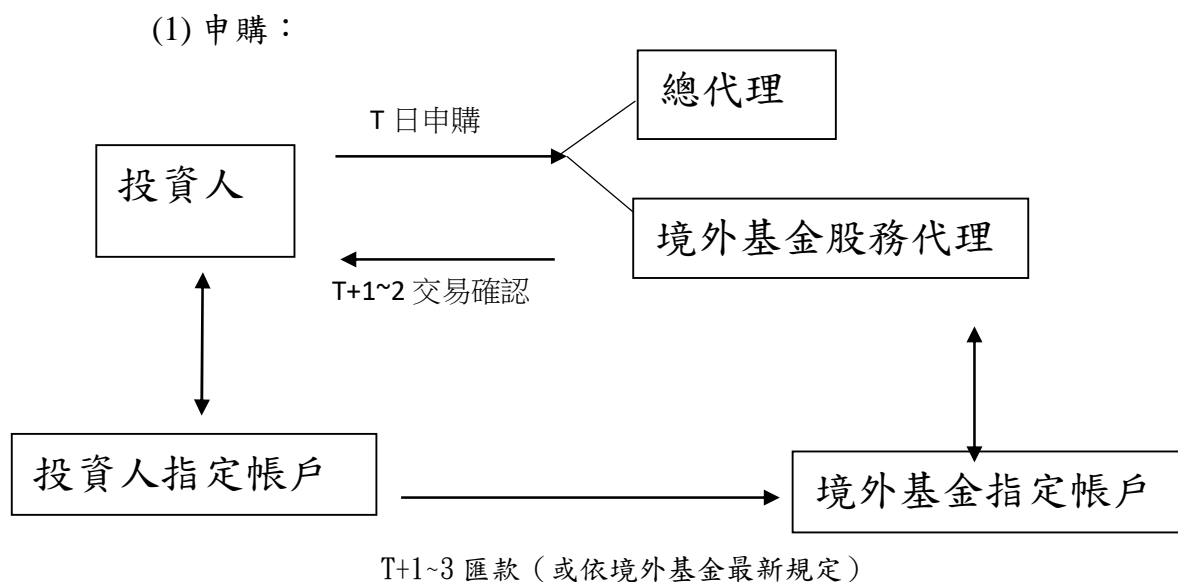 (1) 申購：
總代理
T 日申購
投資人
境外基金股務代理
T+1~2 交易確認
投資人指定帳戶
境外基金指定帳戶
T+1~3 匯款（或依境外基金最新規定）